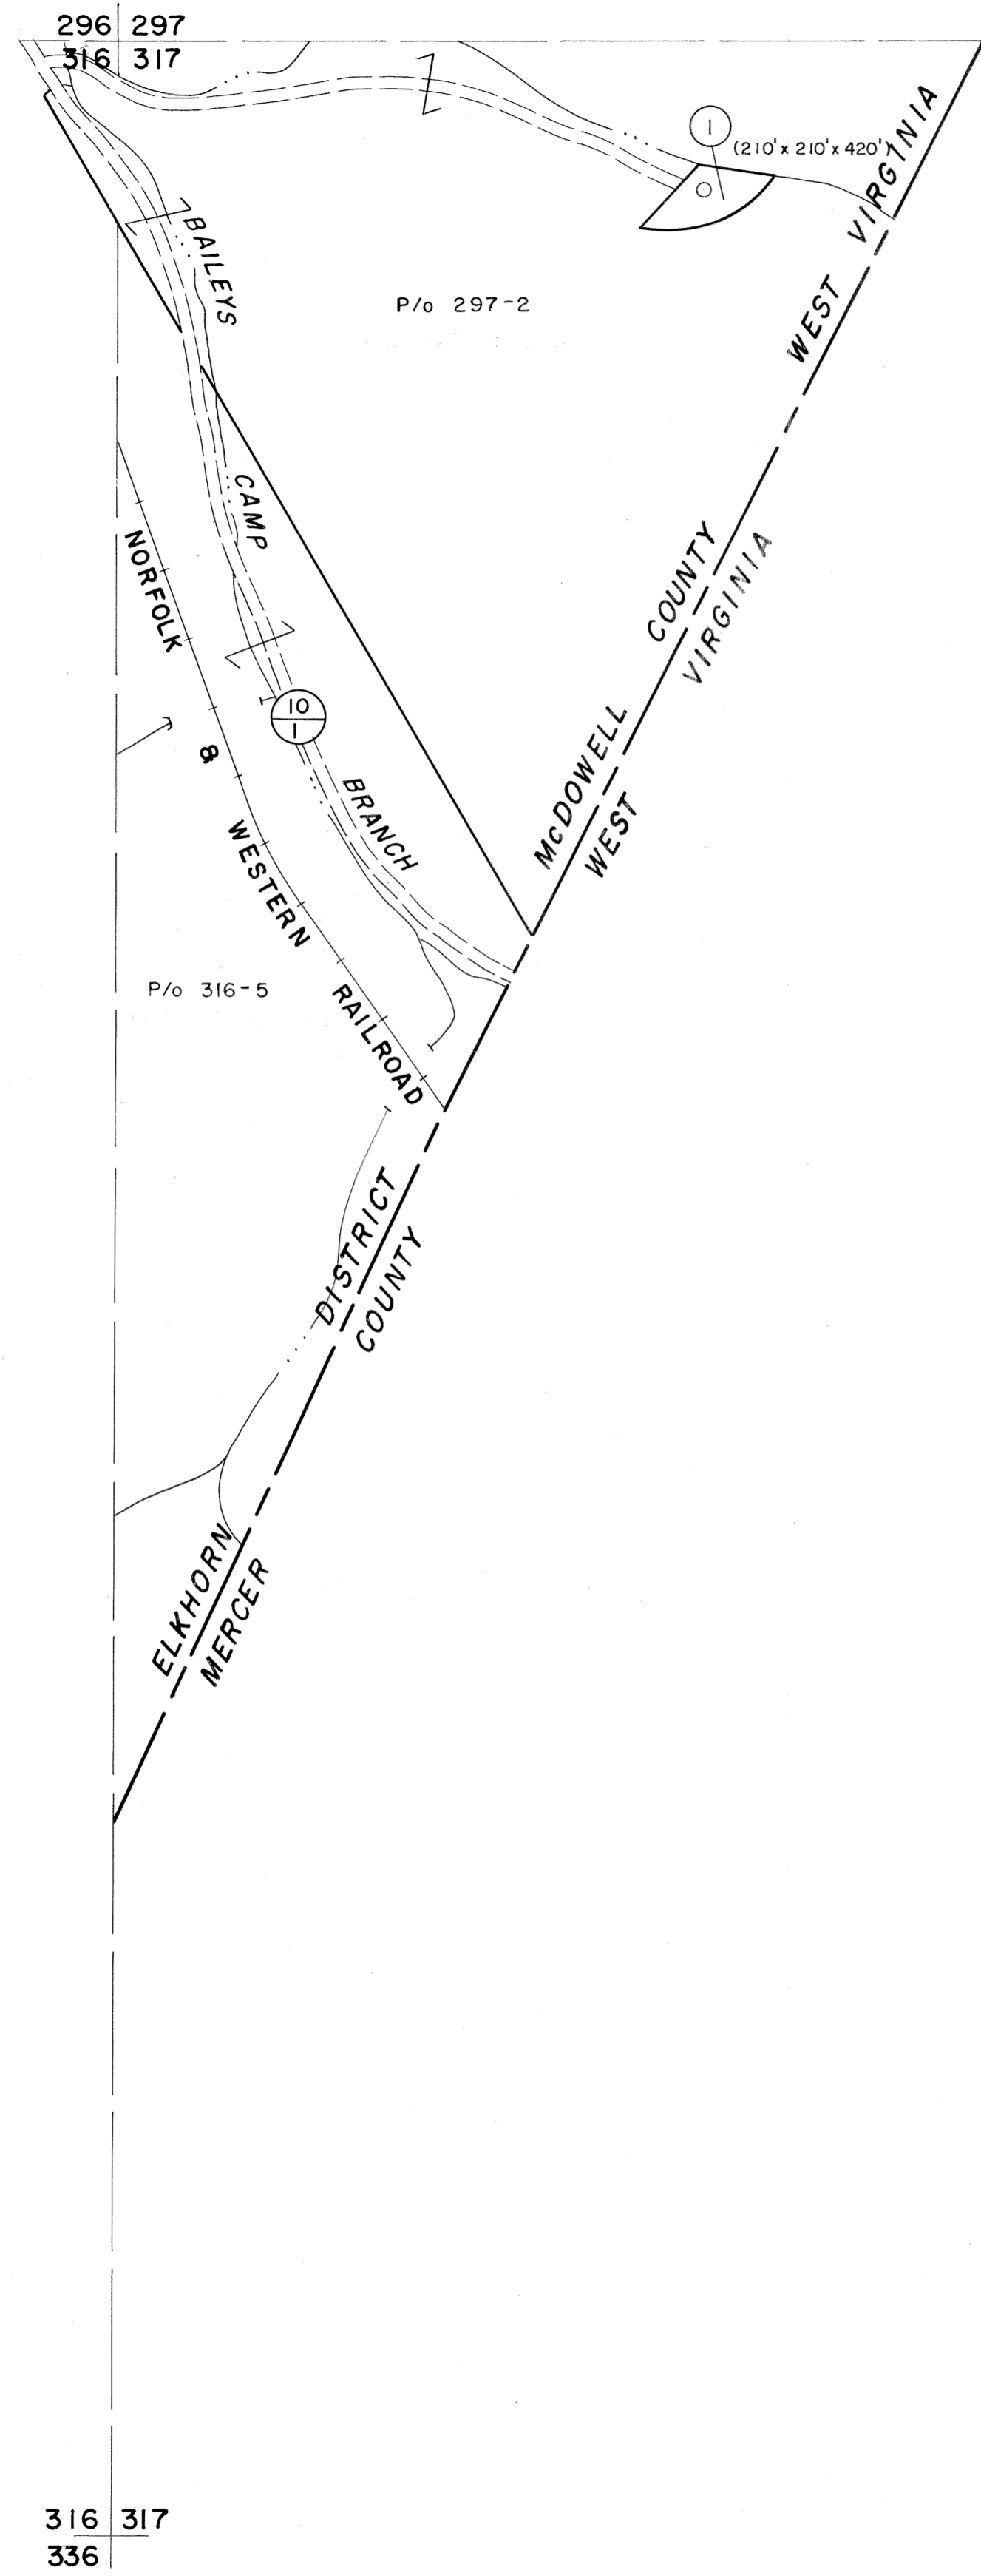 296 297
316 317
1
(210'x 210'x 420')
P/o 297-2
BAILEYS CAMP BRANCH
10
1
NORFOLK & WESTERN RAILROAD
P/o 316-5
ELKHORN DISTRICT McDOWELL COUNTY WEST VIRGINIA
MERCER COUNTY WEST VIRGINIA
316 317
336